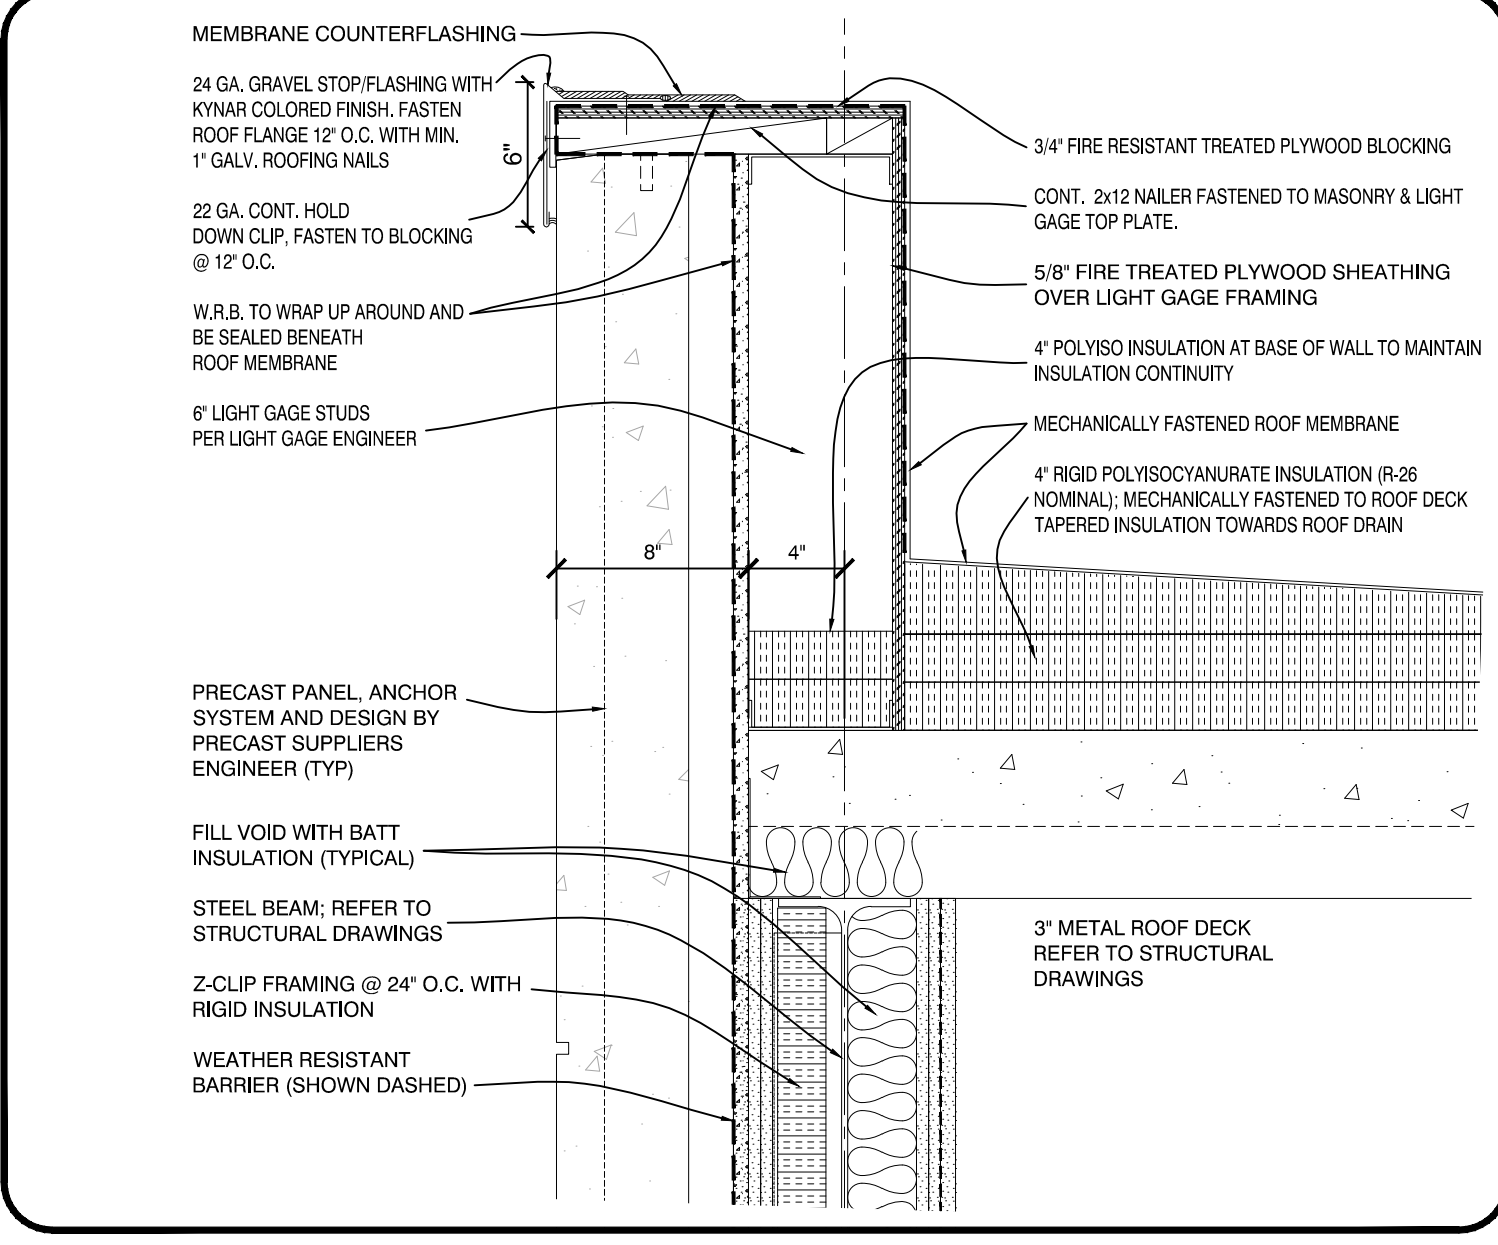 MEMBRANE COUNTERFLASHING
24 GA. GRAVEL STOP/FLASHING WITH
KYNAR COLORED FINISH. FASTEN
ROOF FLANGE 12" O.C. WITH MIN.
1" GALV. ROOFING NAILS
22 GA. CONT. HOLD
DOWN CLIP, FASTEN TO BLOCKING
@ 12" O.C.
W.R.B. TO WRAP UP AROUND AND
BE SEALED BENEATH
ROOF MEMBRANE
6" LIGHT GAGE STUDS
PER LIGHT GAGE ENGINEER
PRECAST PANEL, ANCHOR
SYSTEM AND DESIGN BY
PRECAST SUPPLIERS
ENGINEER (TYP)
FILL VOID WITH BATT
INSULATION (TYPICAL)
STEEL BEAM; REFER TO
STRUCTURAL DRAWINGS
Z-CLIP FRAMING @ 24" O.C. WITH
RIGID INSULATION
WEATHER RESISTANT
BARRIER (SHOWN DASHED)
6"
8"
4"
3/4" FIRE RESISTANT TREATED PLYWOOD BLOCKING
CONT. 2x12 NAILER FASTENED TO MASONRY & LIGHT
GAGE TOP PLATE.
5/8" FIRE TREATED PLYWOOD SHEATHING
OVER LIGHT GAGE FRAMING
4" POLYISO INSULATION AT BASE OF WALL TO MAINTAIN
INSULATION CONTINUITY
MECHANICALLY FASTENED ROOF MEMBRANE
4" RIGID POLYISOCYANURATE INSULATION (R-26
NOMINAL); MECHANICALLY FASTENED TO ROOF DECK
TAPERED INSULATION TOWARDS ROOF DRAIN
3" METAL ROOF DECK
REFER TO STRUCTURAL
DRAWINGS